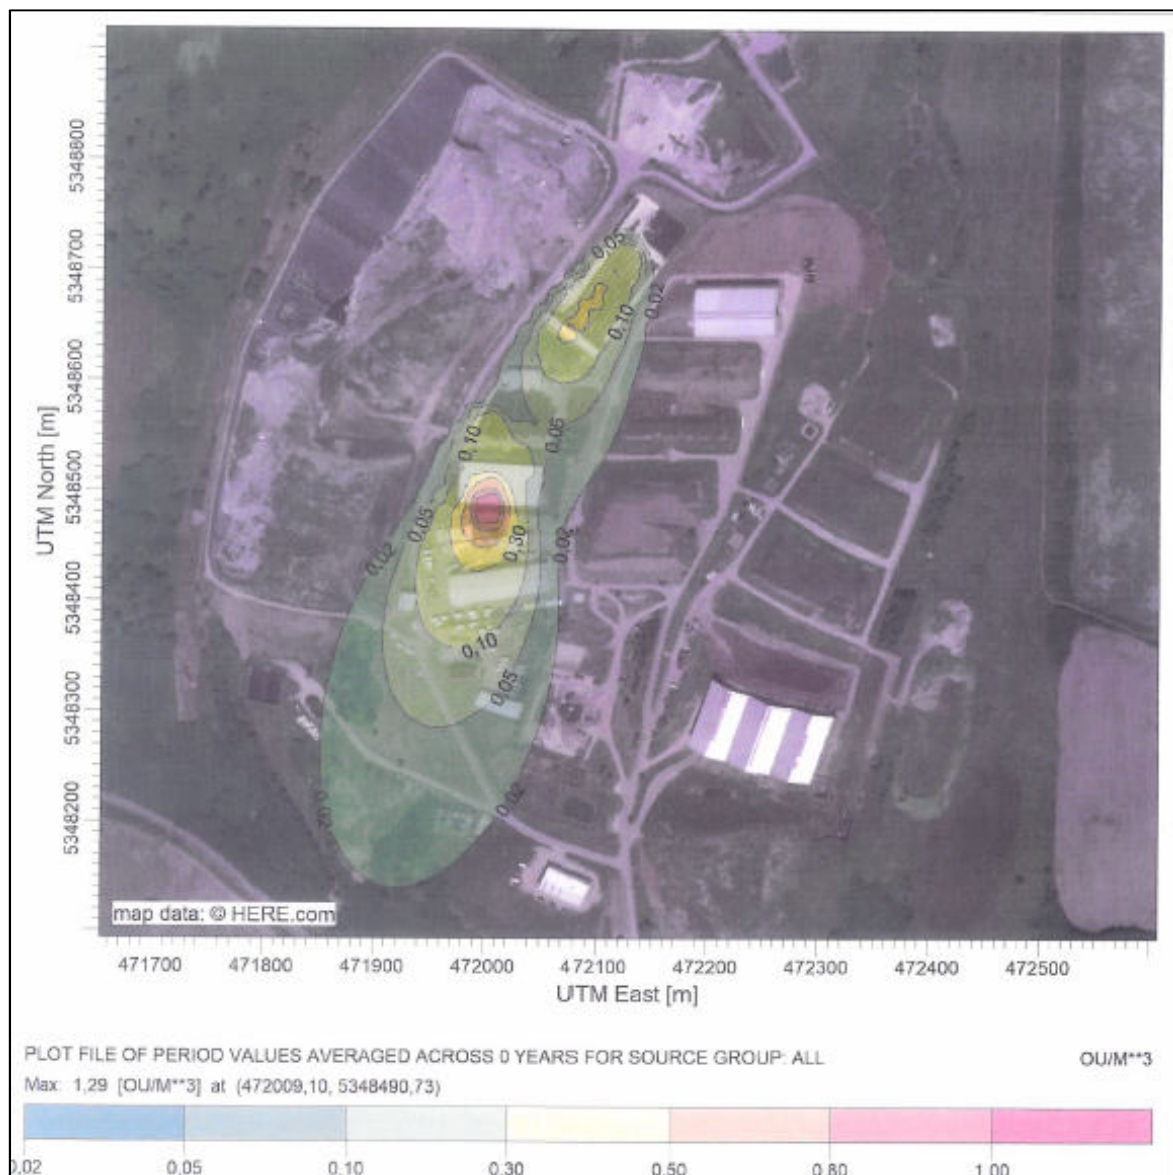 5348800
0,05
5348700
0,02
0,10
5348600
0,10
0,05
UTM North [m]
5348500
0,05
0,30
0,02
0,02
5348400
0,10
5348300
0,05
5348200
0,02
0,02
map data: © HERE.com
471700 471800 471900 472000 472100 472200 472300 472400 472500
UTM East [m]
PLOT FILE OF PERIOD VALUES AVERAGED ACROSS 0 YEARS FOR SOURCE GROUP: ALL OU/M**3
Max: 1,29 [OU/M**3] at (472009,10, 5348490,73)
0,02 0,05 0,10 0,30 0,50 0,80 1,00